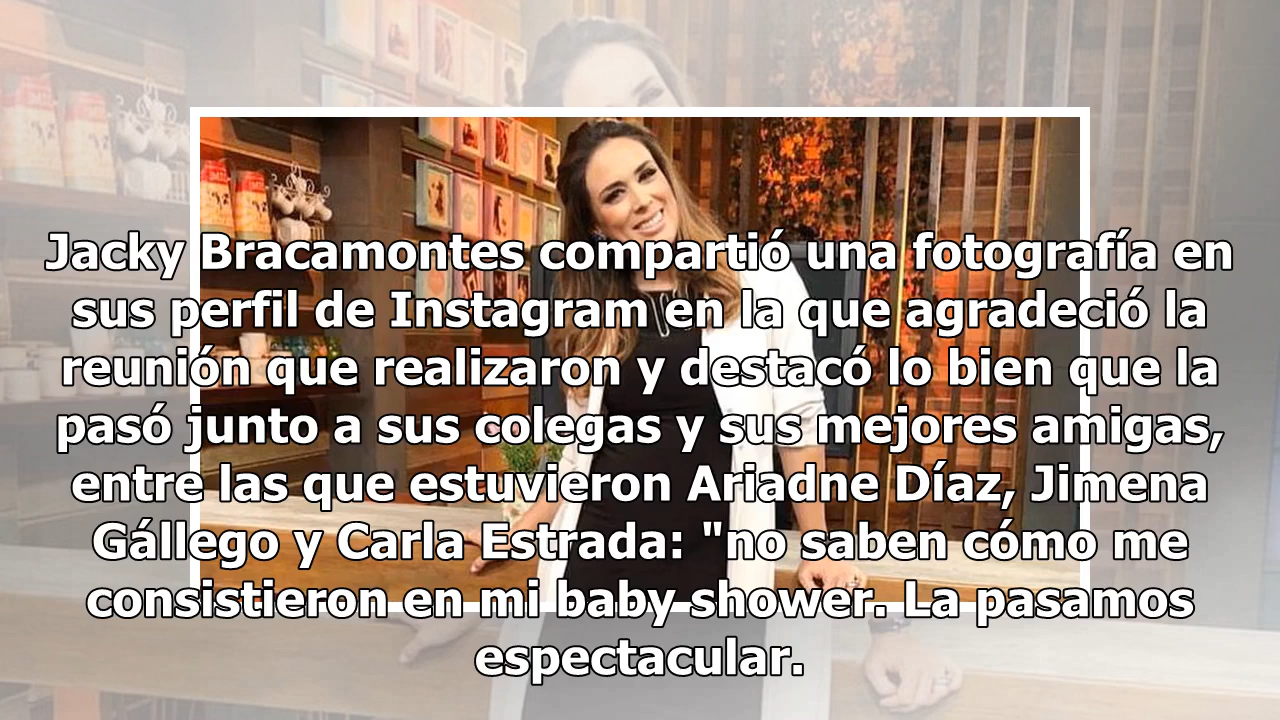 Jacky Bracamontes compartió una fotografía en
sus perfil de Instagram en la que agradeció la
reunión que realizaron y destacó lo bien que la
pasó junto a sus colegas y sus mejores amigas,
entre las que estuvieron Ariadne Díaz, Jimena
Gállego y Carla Estrada: "no saben cómo me
consistieron en mi baby shower. La pasamos
espectacular.